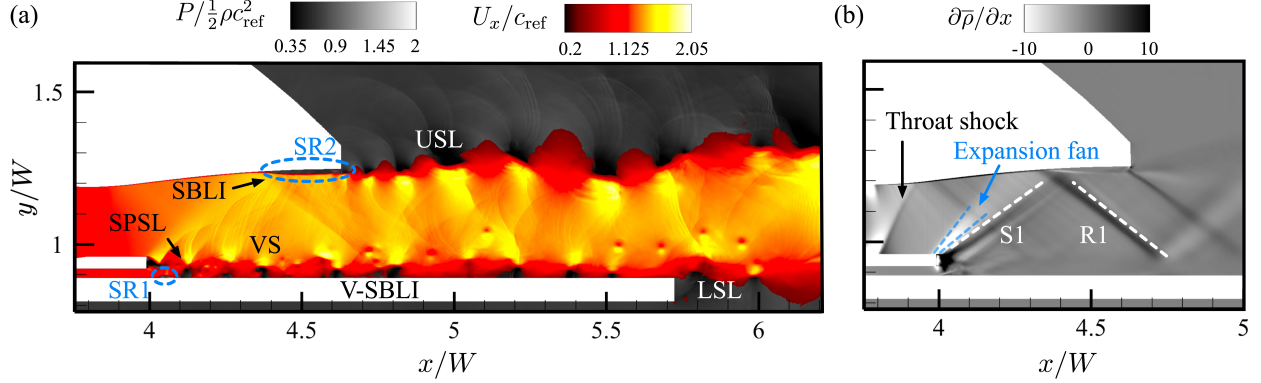 (a)
P/½ρc²ref
0.35 0.9 1.45 2
Ux/cref
0.2 1.125 2.05
(b)
∂ρ̅/∂x
-10 0 10
1.5
1
y/W
USL
SR2
SBLI
SPSL
VS
SR1
V-SBLI
LSL
4 4.5 5 5.5 6
x/W
Throat shock
Expansion fan
S1
R1
4 4.5 5
x/W